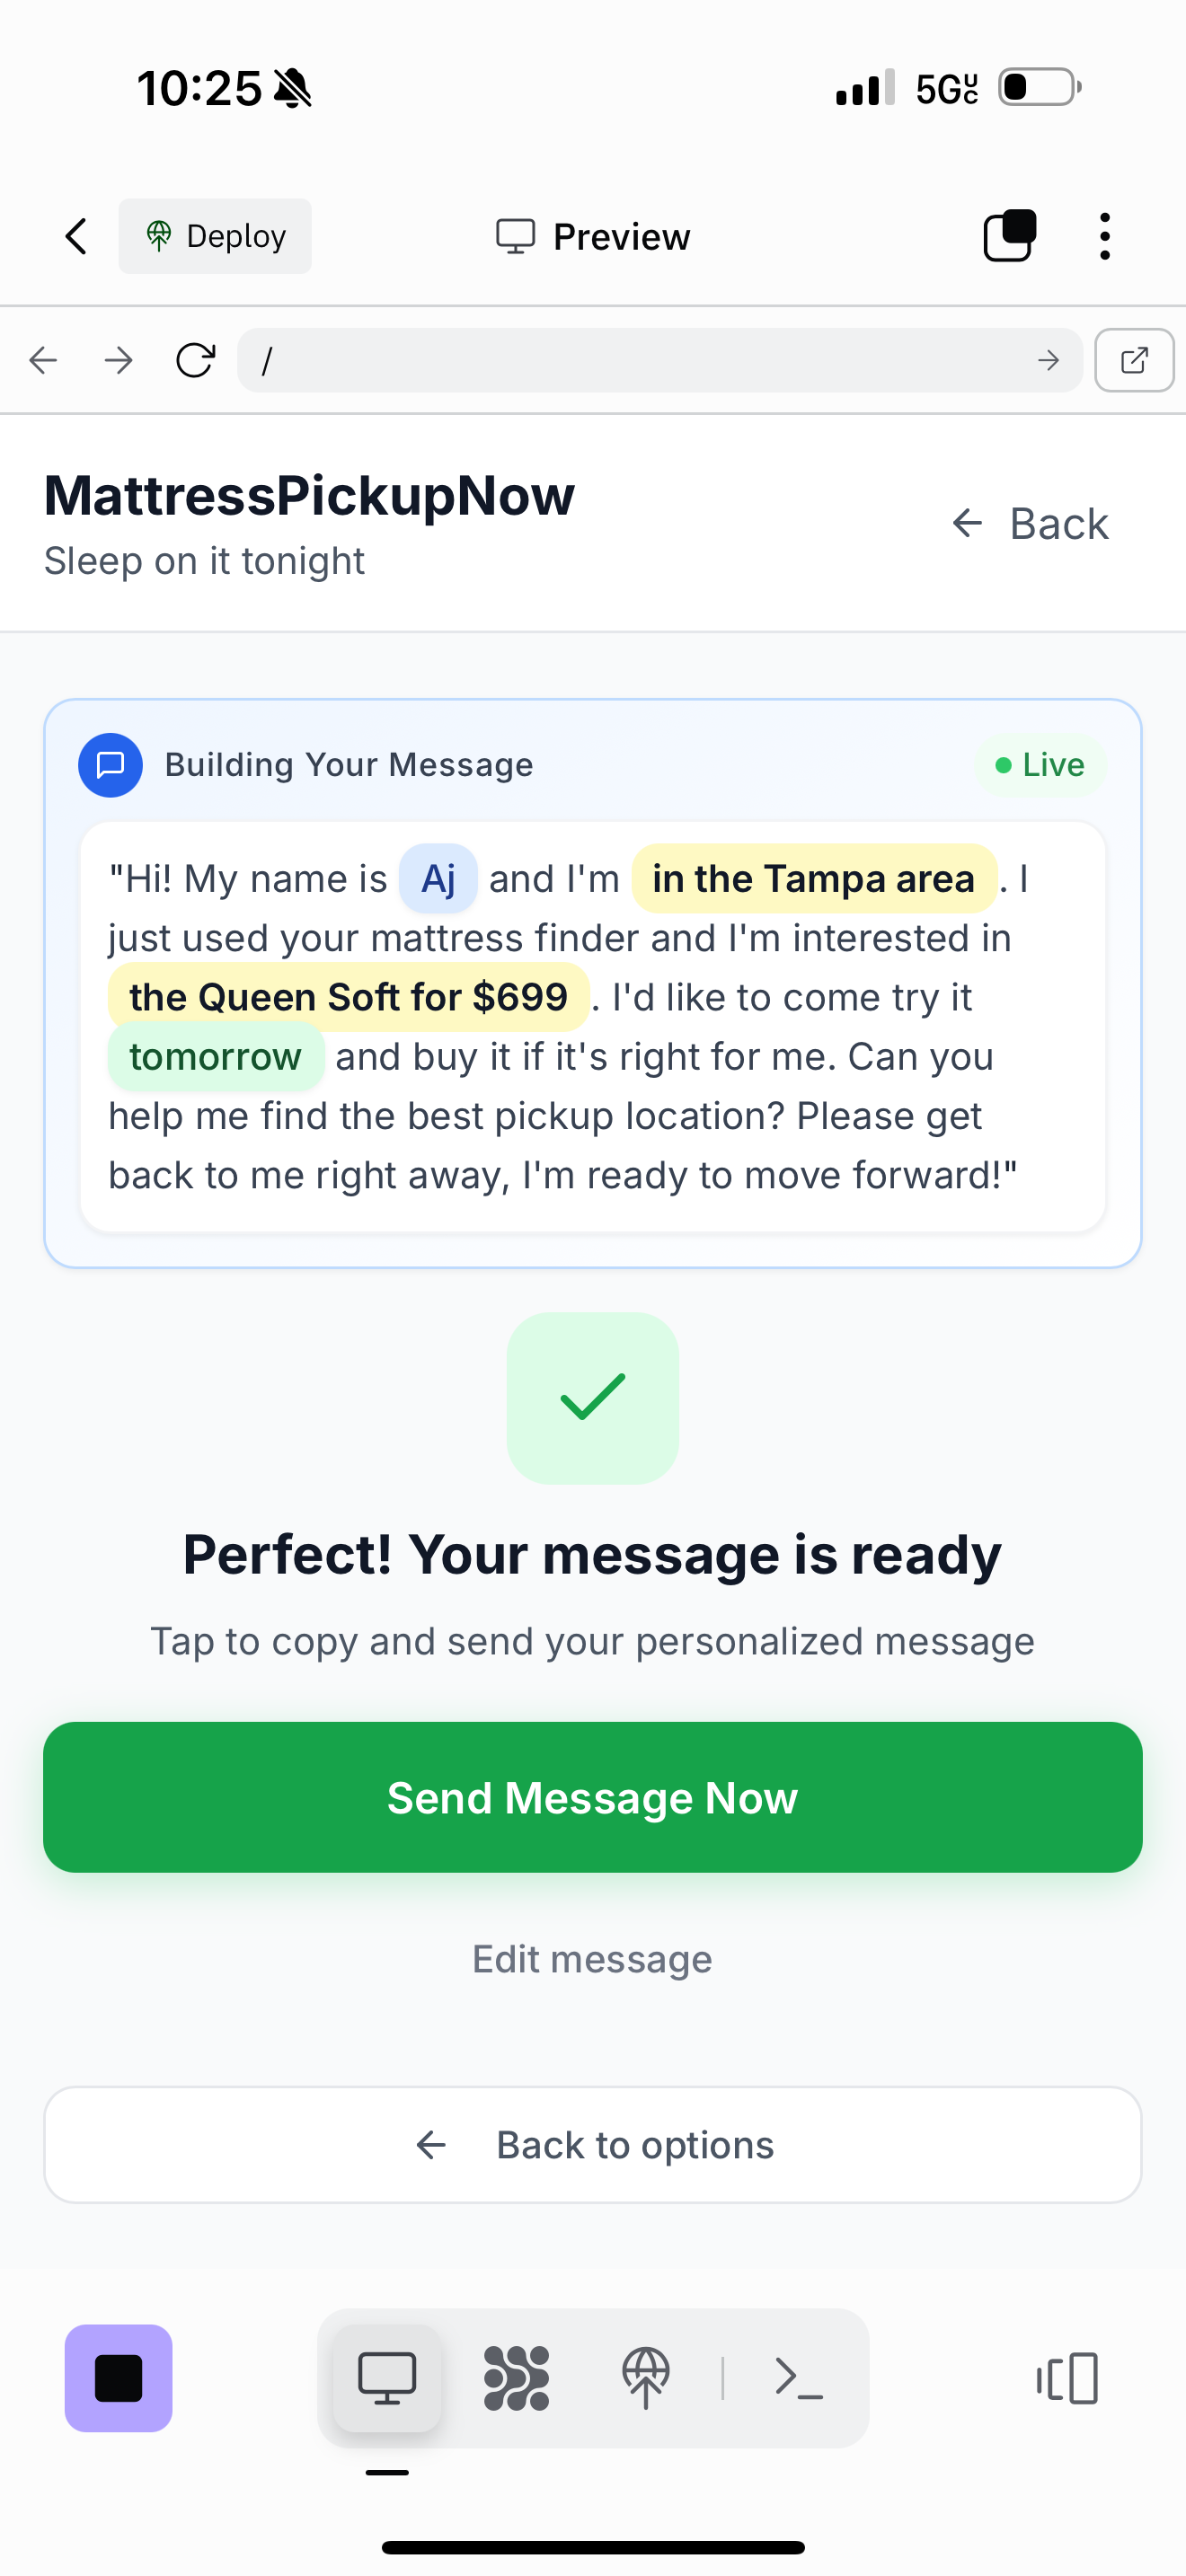 10:25
5G UC
Deploy
Preview
/
MattressPickupNow
Sleep on it tonight
Back
Building Your Message
Live
"Hi! My name is Aj and I'm in the Tampa area. I
just used your mattress finder and I'm interested in
the Queen Soft for $699. I'd like to come try it
tomorrow and buy it if it's right for me. Can you
help me find the best pickup location? Please get
back to me right away, I'm ready to move forward!"
Perfect! Your message is ready
Tap to copy and send your personalized message
Send Message Now
Edit message
Back to options